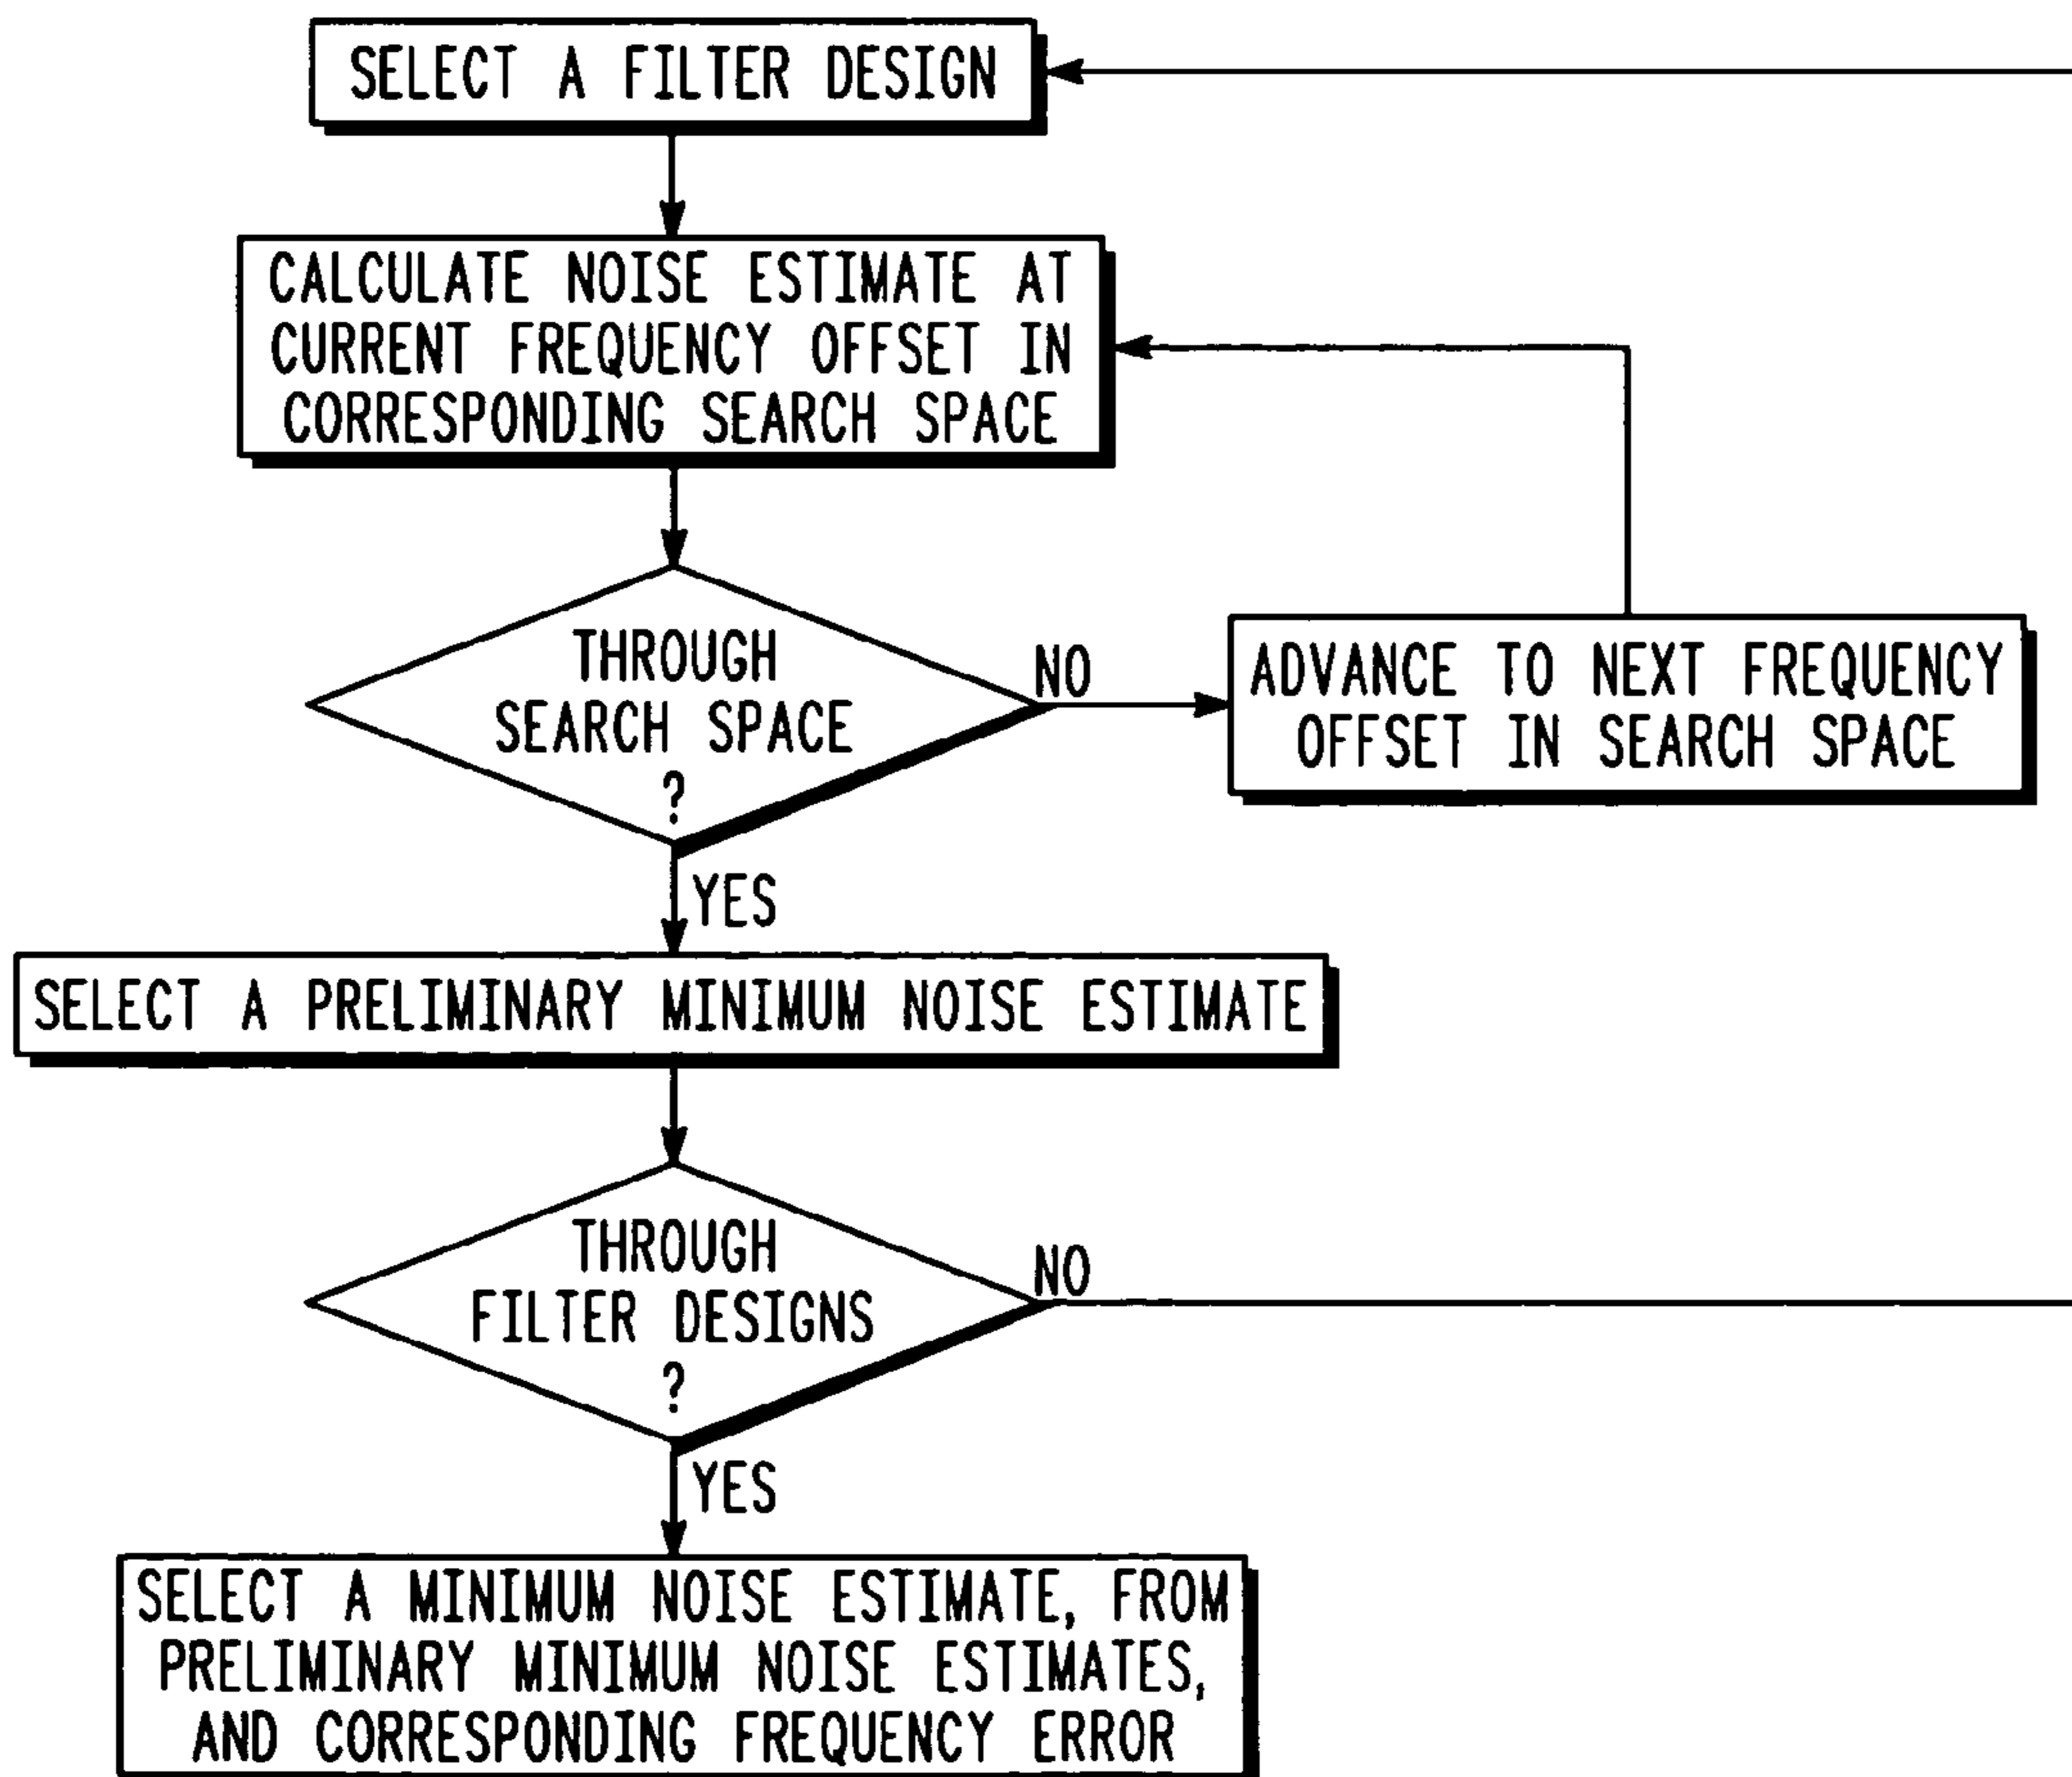 SELECT A FILTER DESIGN
CALCULATE NOISE ESTIMATE AT
CURRENT FREQUENCY OFFSET IN
CORRESPONDING SEARCH SPACE
THROUGH
SEARCH SPACE
?
NO
ADVANCE TO NEXT FREQUENCY
OFFSET IN SEARCH SPACE
YES
SELECT A PRELIMINARY MINIMUM NOISE ESTIMATE
THROUGH
FILTER DESIGNS
?
NO
YES
SELECT A MINIMUM NOISE ESTIMATE, FROM
PRELIMINARY MINIMUM NOISE ESTIMATES,
AND CORRESPONDING FREQUENCY ERROR